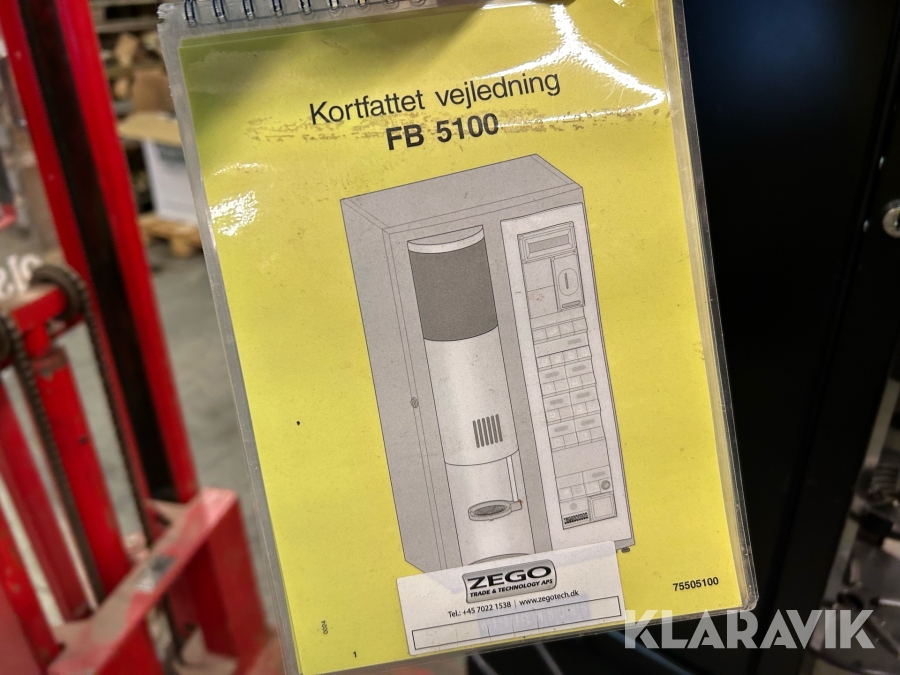 Kortfattet vejledning
FB 5100
ZEGO
TRADE & TECHNOLOGY APS
Tel.: +45 7022 1538 | www.zegotech.dk
75505100
1
KLARAVIK